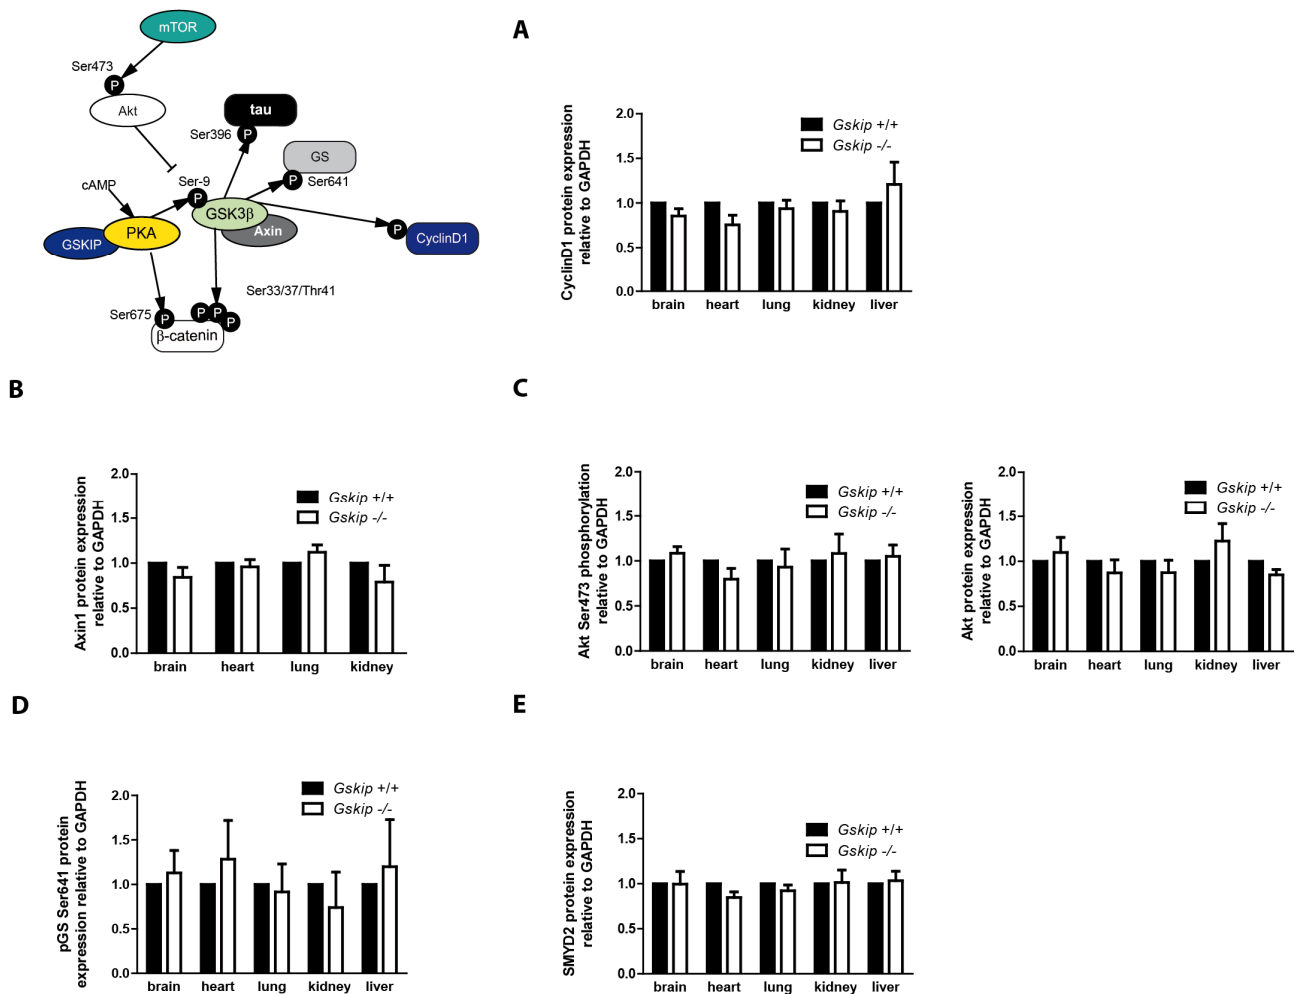 mTOR
Ser473
P
Akt
tau
Ser396
P
GS
P
Ser641
cAMP
Ser-9
P
GSK3β
Axin
GSKIP
PKA
P
CyclinD1
Ser33/37/Thr41
Ser675
P
P
P
P
β-catenin
A
CyclinD1 protein expression
relative to GAPDH
2.0
1.5
1.0
0.5
0.0
Gskip +/+
Gskip -/-
brain heart lung kidney liver
B
Axin1 protein expression
relative to GAPDH
2.0
1.5
1.0
0.5
0.0
Gskip +/+
Gskip -/-
brain heart lung kidney
C
Akt Ser473 phosphorylation
relative to GAPDH
2.0
1.5
1.0
0.5
0.0
Gskip +/+
Gskip -/-
brain heart lung kidney liver
Akt protein expression
relative to GAPDH
2.0
1.5
1.0
0.5
0.0
Gskip +/+
Gskip -/-
brain heart lung kidney liver
D
pGS Ser641 protein
expression relative to GAPDH
2.0
1.5
1.0
0.5
0.0
Gskip +/+
Gskip -/-
brain heart lung kidney liver
E
SMYD2 protein expression
relative to GAPDH
2.0
1.5
1.0
0.5
0.0
Gskip +/+
Gskip -/-
brain heart lung kidney liver